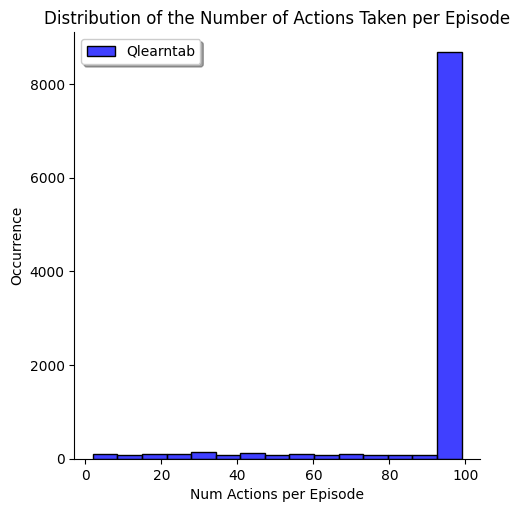 Distribution of the Number of Actions Taken per Episode
Qlearntab
8000
6000
4000
2000
0
Occurrence
0 20 40 60 80 100
Num Actions per Episode